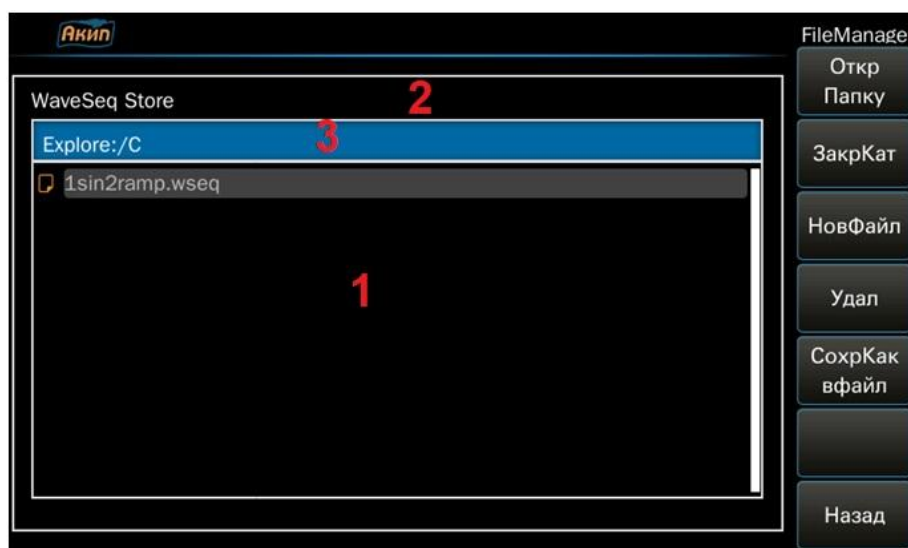 Акип
FileManage
WaveSeq Store
2
Explore:/C
3
1sin2ramp.wseq
1
Откр
Папку
ЗакрКат
НовФайл
Удал
СохрКак
вфайл
Назад